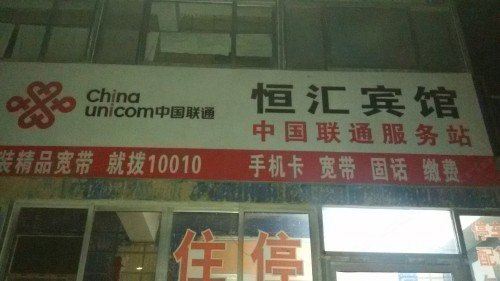 China
unicom中国联通
恒汇宾馆
中国联通服务站
装精品宽带 就拨10010
手机卡 宽带 固话 缴费
住停
停车